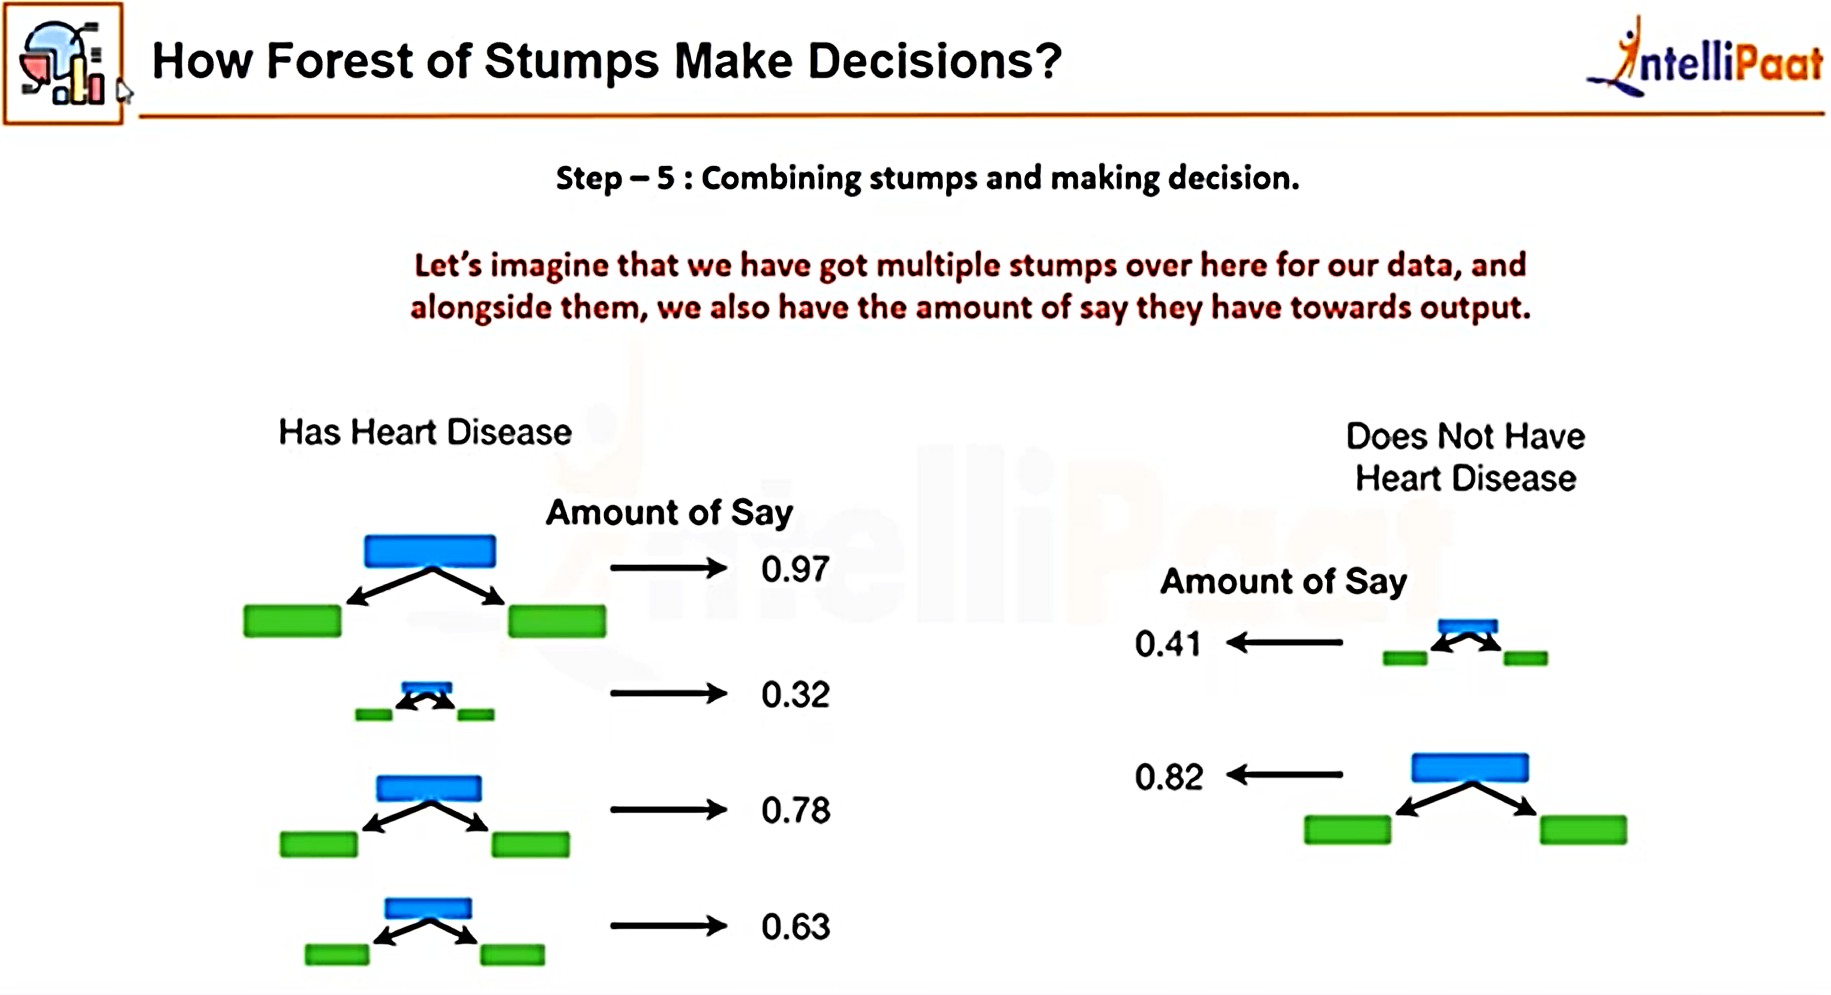 How Forest of Stumps Make Decisions?
IntelliPaat
Step – 5 : Combining stumps and making decision.
Let's imagine that we have got multiple stumps over here for our data, and
alongside them, we also have the amount of say they have towards output.
Has Heart Disease
Amount of Say
0.97
0.32
0.78
0.63
Does Not Have
Heart Disease
Amount of Say
0.41
0.82
IntelliPaat